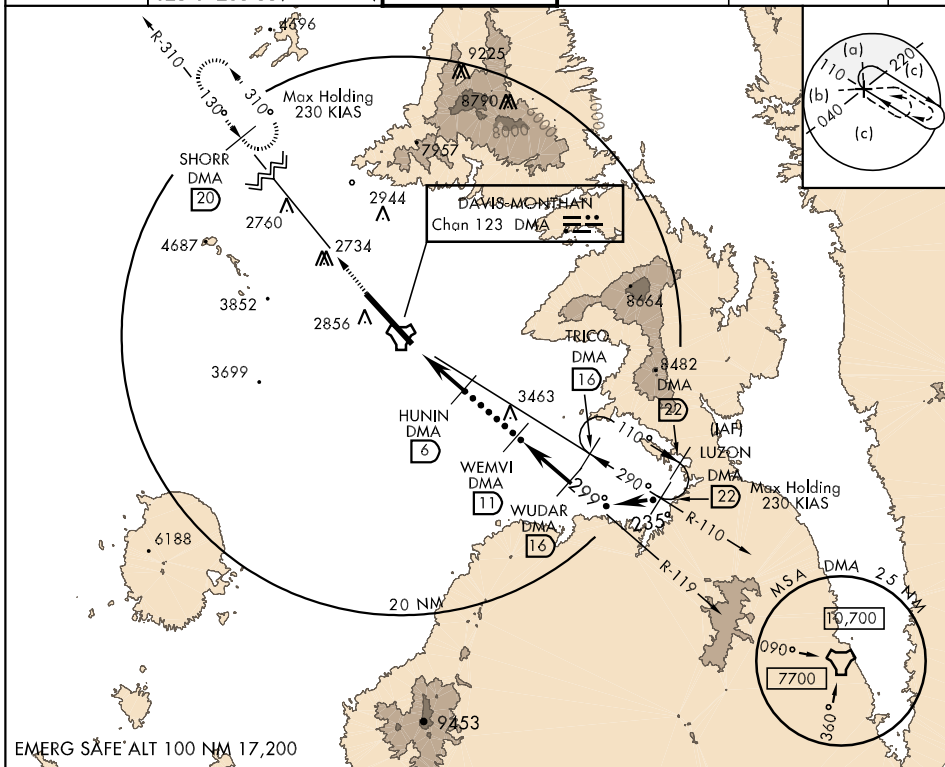 4696
R-310
9225
310°
130°
Max Holding
230 KIAS
8790
8000
4000
7957
SHORR
DMA
20
2760
2944
DAVIS-MONTHAN
Chan 123 DMA
4687
2734
3852
2856
8664
TRICO
DMA
16
3699
8482
DMA
22
3463
HUNIN
DMA
6
110°
(IAF)
LUZON
DMA
22
Max Holding
230 KIAS
WEMVI
DMA
11
290°
299°
235°
R-110
WUDAR
DMA
16
R-119
6188
20 NM
MSA DMA 25 NM
10,700
090°
7700
360°
9453
EMERG SAFE ALT 100 NM 17,200
(a)
110
220
(c)
(b)
040
(c)